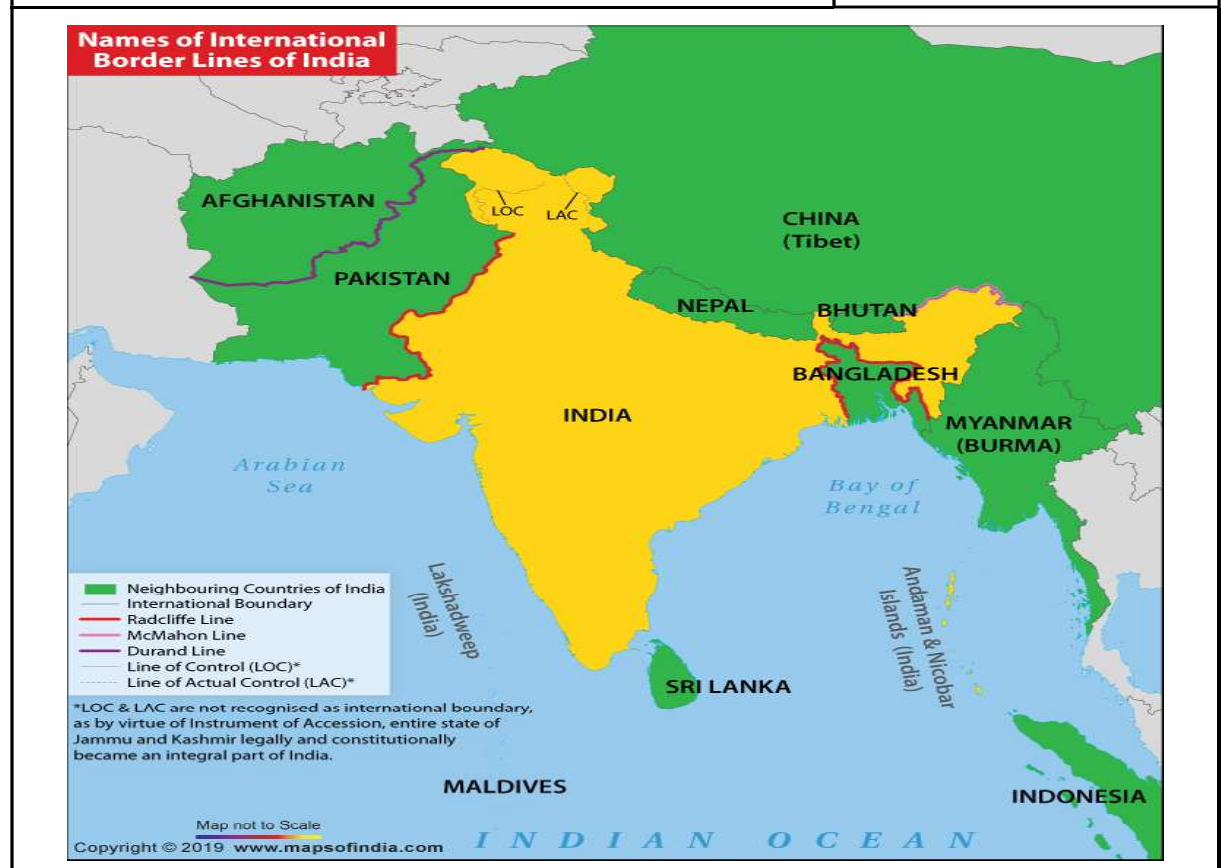 Names of International
Border Lines of India
AFGHANISTAN
LOC
LAC
CHINA
(Tibet)
PAKISTAN
NEPAL
BHUTAN
BANGLADESH
INDIA
MYANMAR
(BURMA)
Arabian
Sea
Bay of
Bengal
Lakshadweep
(India)
Andaman & Nicobar
Islands (India)
Neighbouring Countries of India
International Boundary
Radcliffe Line
McMahon Line
Durand Line
Line of Control (LOC)*
Line of Actual Control (LAC)*
SRI LANKA
*LOC & LAC are not recognised as international boundary,
as by virtue of Instrument of Accession, entire state of
Jammu and Kashmir legally and constitutionally
became an integral part of India.
MALDIVES
INDONESIA
Map not to Scale
Copyright © 2019 www.mapsofindia.com
INDIAN OCEAN